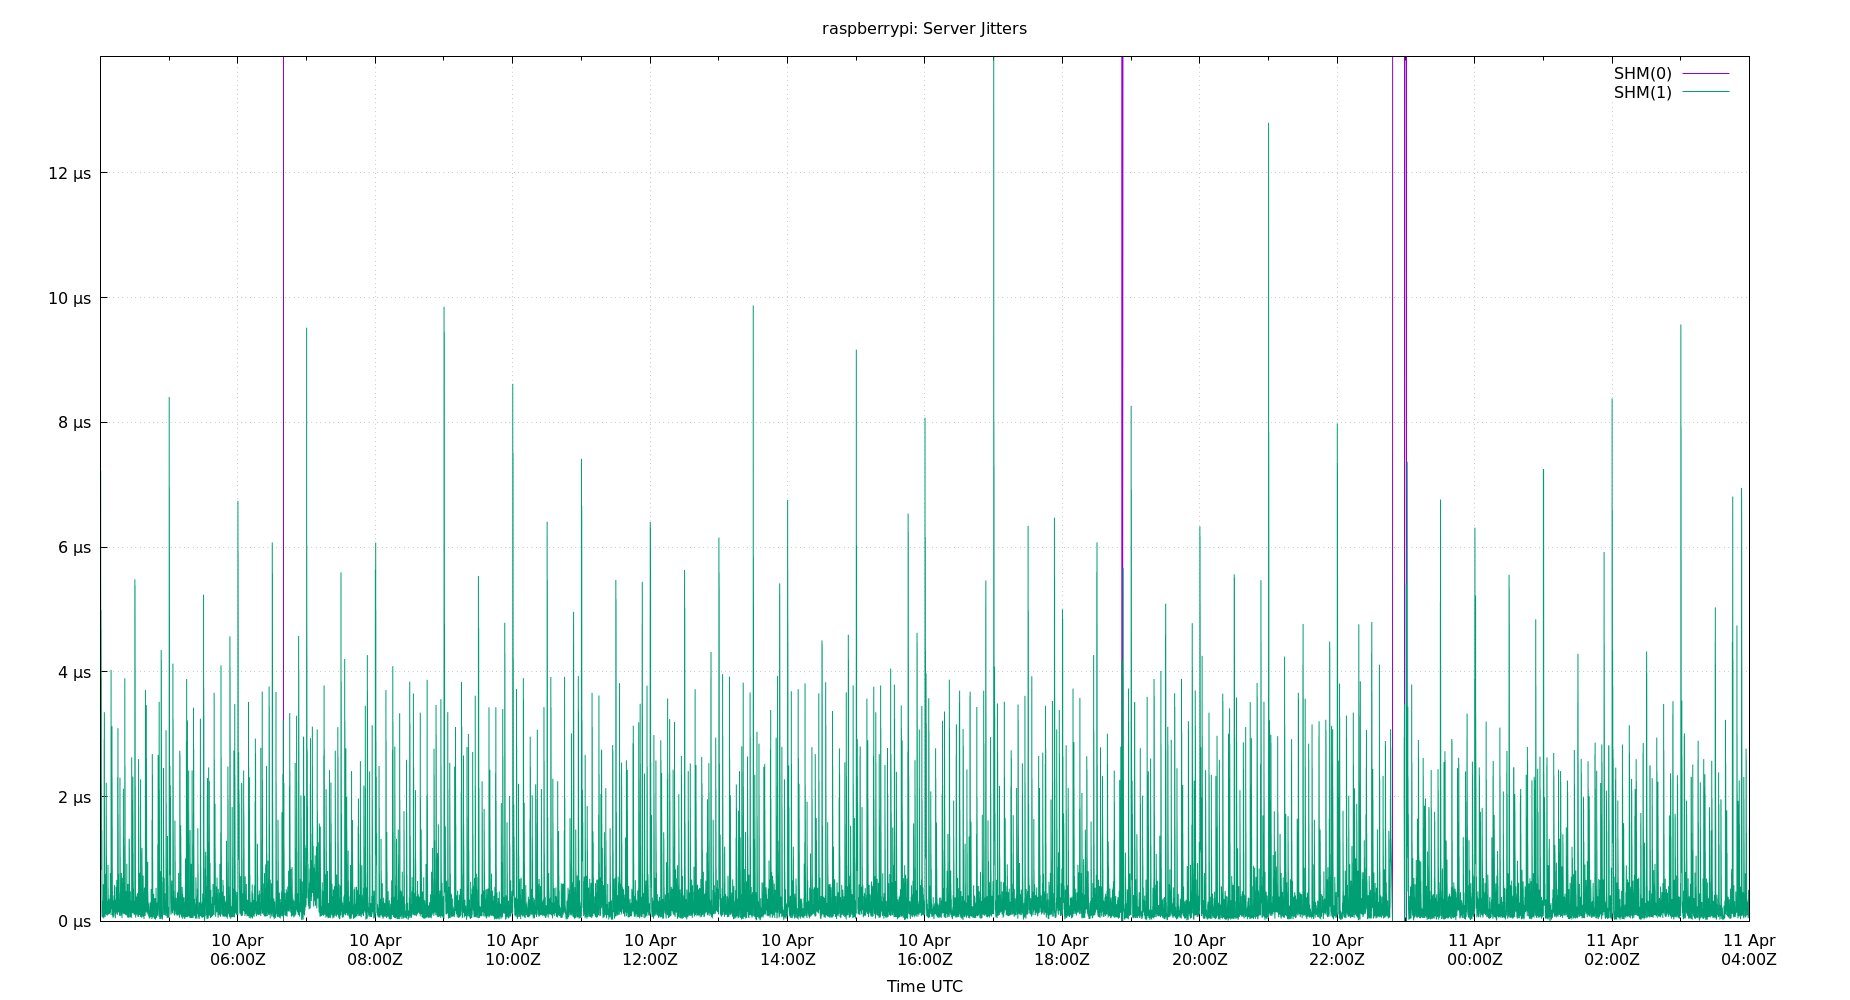 raspberrypi: Server Jitters
SHM(0)
SHM(1)
12 µs
10 µs
8 µs
6 µs
4 µs
2 µs
0 µs
10 Apr 10 Apr 10 Apr 10 Apr 10 Apr 10 Apr 10 Apr 10 Apr 10 Apr 11 Apr 11 Apr 11 Apr
06:00Z 08:00Z 10:00Z 12:00Z 14:00Z 16:00Z 18:00Z 20:00Z 22:00Z 00:00Z 02:00Z 04:00Z
Time UTC